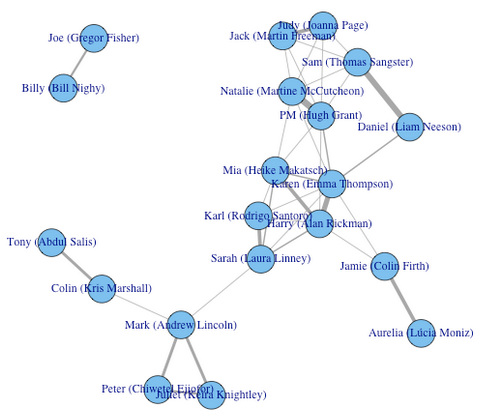 Judy (Joanna Page)
Joe (Gregor Fisher)
Jack (Martin Freeman)
Sam (Thomas Sangster)
Billy (Bill Nighy)
Natalie (Martine McCutcheon)
PM (Hugh Grant)
Daniel (Liam Neeson)
Mia (Heike Makatsch)
Karen (Emma Thompson)
Karl (Rodrigo Santoro)
Harry (Alan Rickman)
Tony (Abdul Salis)
Sarah (Laura Linney)
Jamie (Colin Firth)
Colin (Kris Marshall)
Mark (Andrew Lincoln)
Aurelia (Lúcia Moniz)
Peter (Chiwetel Ejiofor)
Juliet (Keira Knightley)